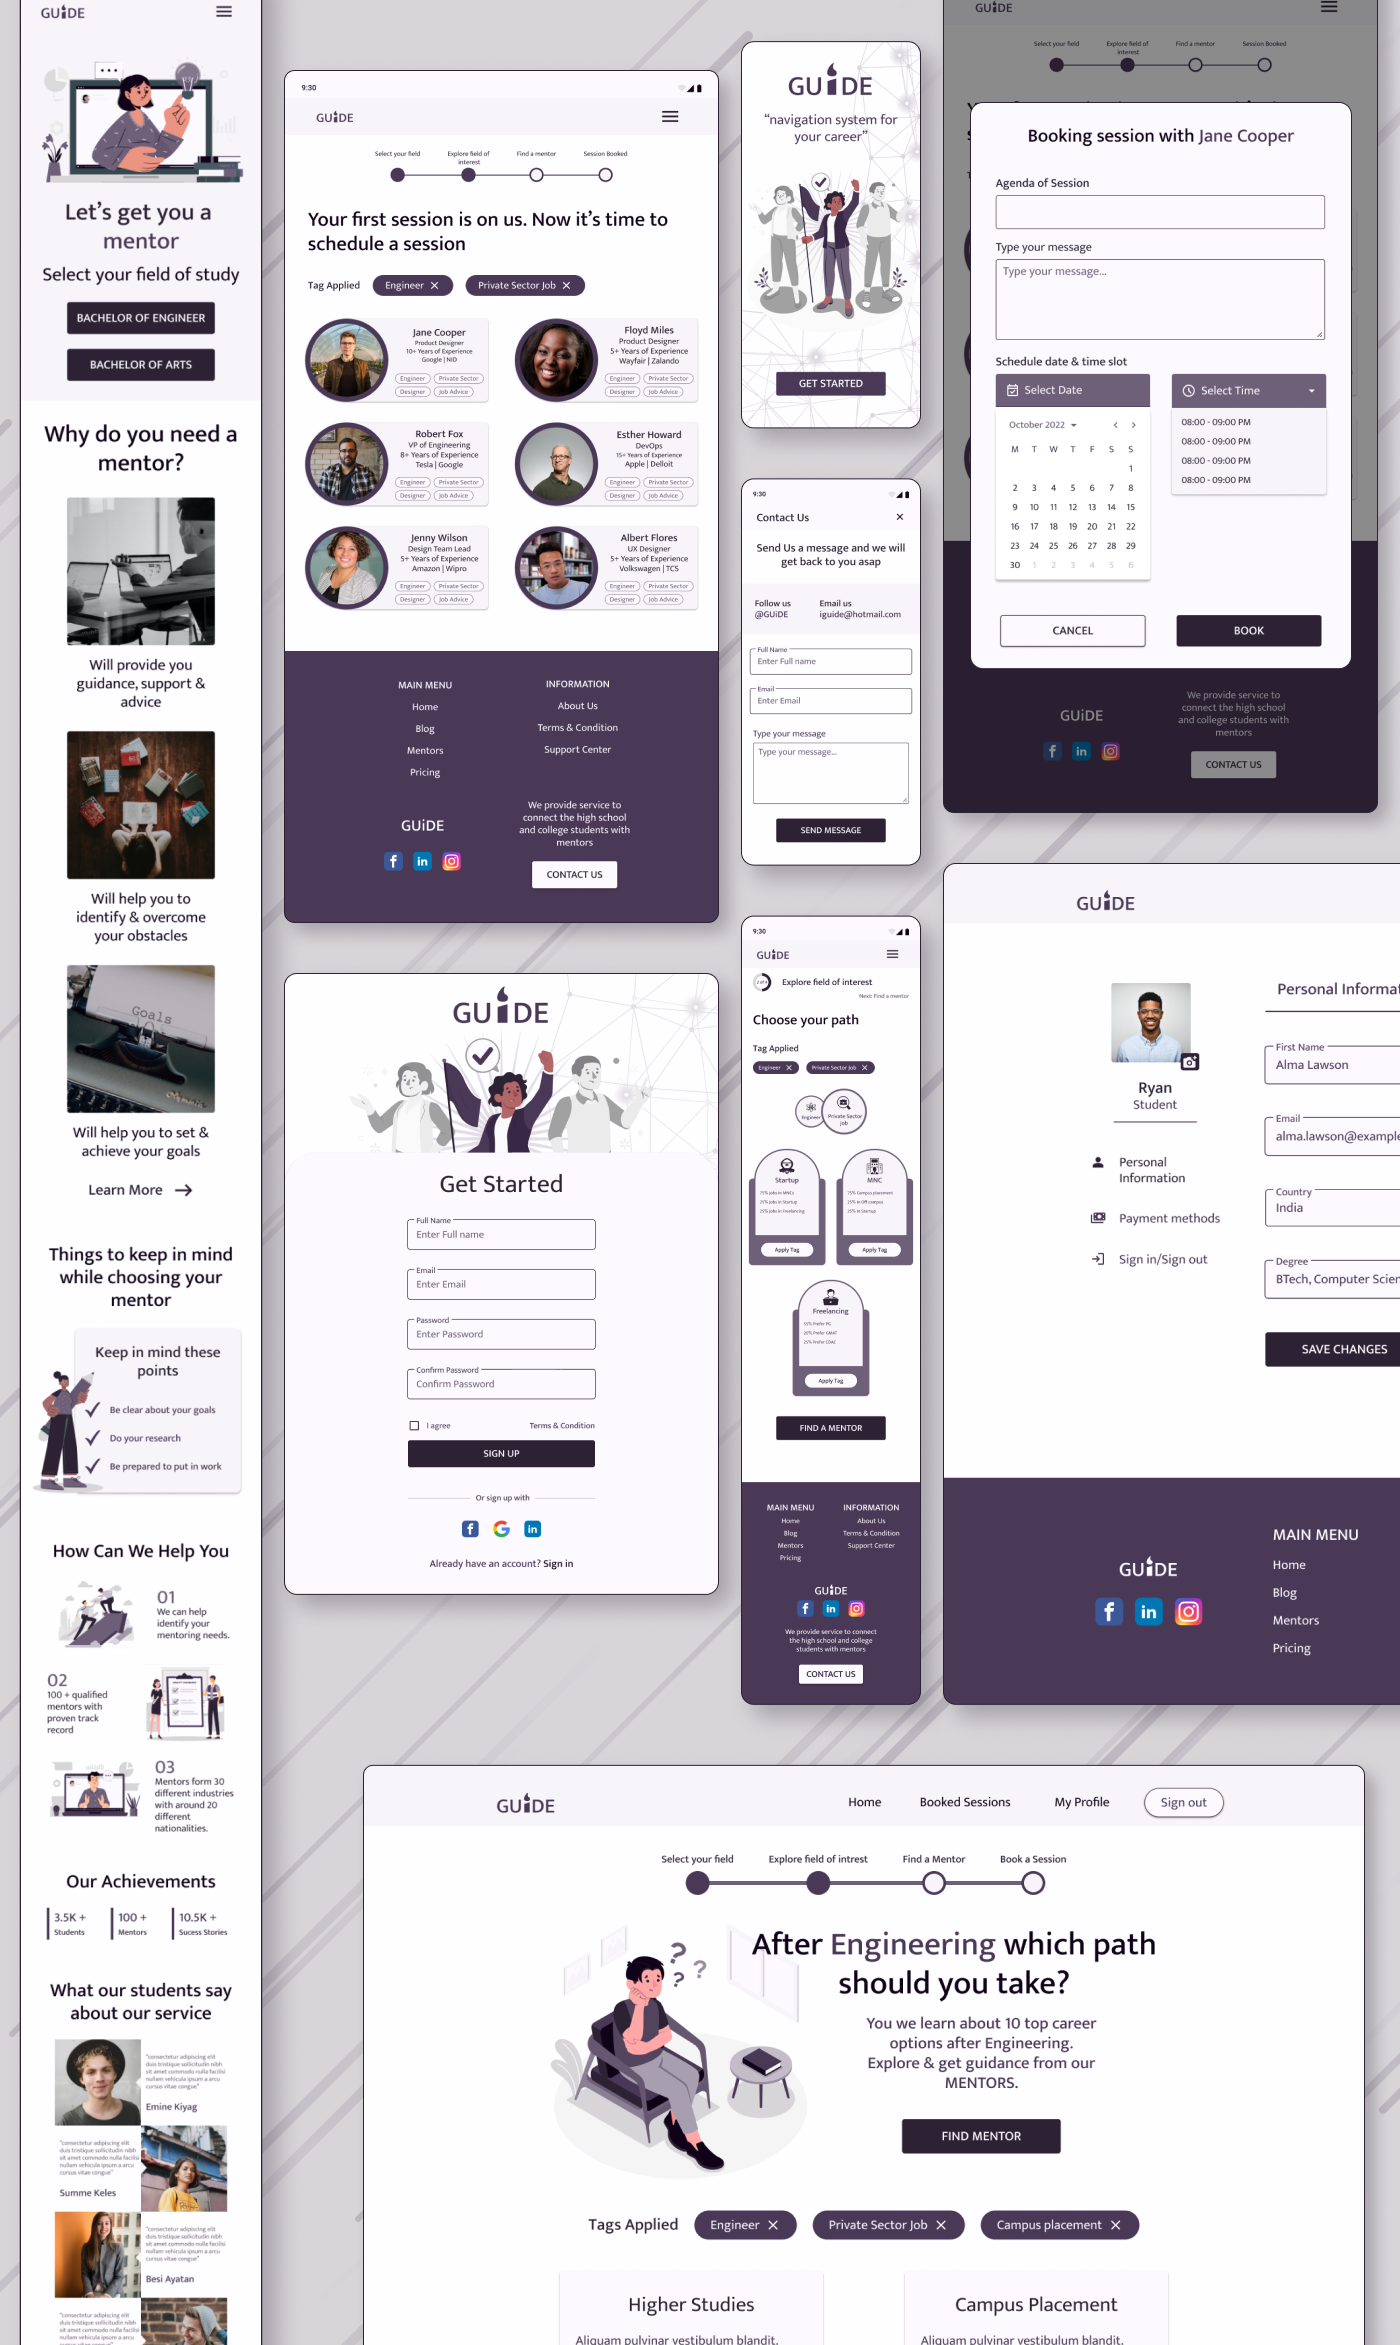 GUiDE
Let's get you a
mentor
Select your field of study
BACHELOR OF ENGINEER
BACHELOR OF ARTS
Why do you need a
mentor?
Will provide you
guidance, support &
advice
Will help you to
identify & overcome
your obstacles
Goals
Olympia
Will help you to set &
achieve your goals
Learn More
Things to keep in mind
while choosing your
mentor
Keep in mind these
points
Be clear about your goals
Do your research
Be prepared to put in work
How Can We Help You
01
We can help
identify your
mentoring needs.
02
100 + qualified
mentors with
proven track
record
03
Mentors form 30
different industries
with around 20
different
nationalities.
Our Achievements
3.5K +
Students
100 +
Mentors
10.5K +
Sucess Stories
What our students say
about our service
"consectetur adipiscing elit
duis tristique sollicitudin nibh
sit amet commodo nulla facilisi
nullam vehicula ipsum a arcu
cursus vitae congue"
Emine Kiyag
"consectetur adipiscing elit
duis tristique sollicitudin nibh
sit amet commodo nulla facilisi
nullam vehicula ipsum a arcu
cursus vitae congue"
Summe Keles
"consectetur adipiscing elit
duis tristique sollicitudin nibh
sit amet commodo nulla facilisi
nullam vehicula ipsum a arcu
cursus vitae congue"
Besi Ayatan
"consectetur adipiscing elit
duis tristique sollicitudin nibh
sit amet commodo nulla facilisi
9:30
GUiDE
Select your field
Explore field of
interest
Find a mentor
Session Booked
Your first session is on us. Now it's time to
schedule a session
Tag Applied
Engineer
Private Sector Job
Jane Cooper
Product Designer
10+ Years of Experience
Google | NID
Engineer
Private Sector
Designer
Job Advice
Floyd Miles
Product Designer
5+ Years of Experience
Wayfair | Zalando
Engineer
Private Sector
Designer
Job Advice
Robert Fox
VP of Engineering
8+ Years of Experience
Tesla | Google
Engineer
Private Sector
Designer
Job Advice
Esther Howard
DevOps
15+ Years of Experience
Apple | Delloit
Engineer
Private Sector
Designer
Job Advice
Jenny Wilson
Design Team Lead
5+ Years of Experience
Amazon | Wipro
Engineer
Private Sector
Designer
Job Advice
Albert Flores
UX Designer
5+ Years of Experience
Volkswagen | TCS
Engineer
Private Sector
Designer
Job Advice
MAIN MENU
Home
Blog
Mentors
Pricing
INFORMATION
About Us
Terms & Condition
Support Center
GUiDE
We provide service to
connect the high school
and college students with
mentors
CONTACT US
GUiDE
Get Started
Full Name
Enter Full name
Email
Enter Email
Password
Enter Password
Confirm Password
Confirm Password
I agree
Terms & Condition
SIGN UP
Or sign up with
Already have an account? Sign in
GUiDE
"navigation system for
your career"
GET STARTED
9:30
Contact Us
Send Us a message and we will
get back to you asap
Follow us
@GUiDE
Email us
iguide@hotmail.com
Full Name
Enter Full name
Email
Enter Email
Type your message
Type your message...
SEND MESSAGE
9:30
GUiDE
2 of 4
Explore field of interest
Next: Find a mentor
Choose your path
Tag Applied
Engineer
Private Sector Job
Engineer
Private Sector
job
Startup
75% jobs in MNCs
25% jobs in Startup
25% jobs in Freelancing
Apply Tag
MNC
75% Campus placement
25% in Off campus
25% in Startup
Apply Tag
Freelancing
55% Prefer PG
20% Prefer GMAT
25% Prefer CDAC
Apply Tag
FIND A MENTOR
MAIN MENU
Home
Blog
Mentors
Pricing
INFORMATION
About Us
Terms & Condition
Support Center
GUiDE
We provide service to connect
the high school and college
students with mentors
CONTACT US
GUiDE
Select your field
Explore field of
interest
Find a mentor
Session Booked
Booking session with Jane Cooper
Agenda of Session
Type your message
Type your message...
Schedule date & time slot
Select Date
October 2022
M T W T F S S
1
2 3 4 5 6 7 8
9 10 11 12 13 14 15
16 17 18 19 20 21 22
23 24 25 26 27 28 29
30 1 2 3 4 5 6
Select Time
08:00 - 09:00 PM
08:00 - 09:00 PM
08:00 - 09:00 PM
08:00 - 09:00 PM
CANCEL
BOOK
GUiDE
We provide service to
connect the high school
and college students with
mentors
CONTACT US
GUiDE
Ryan
Student
Personal
Information
Payment methods
Sign in/Sign out
Personal Informat
First Name
Alma Lawson
Email
alma.lawson@example
Country
India
Degree
BTech, Computer Scien
SAVE CHANGES
GUiDE
MAIN MENU
Home
Blog
Mentors
Pricing
GUiDE
Home
Booked Sessions
My Profile
Sign out
Select your field
Explore field of intrest
Find a Mentor
Book a Session
After Engineering which path
should you take?
You we learn about 10 top career
options after Engineering.
Explore & get guidance from our
MENTORS.
FIND MENTOR
Tags Applied
Engineer
Private Sector Job
Campus placement
Higher Studies
Aliquam pulvinar vestibulum blandit.
Campus Placement
Aliquam pulvinar vestibulum blandit.